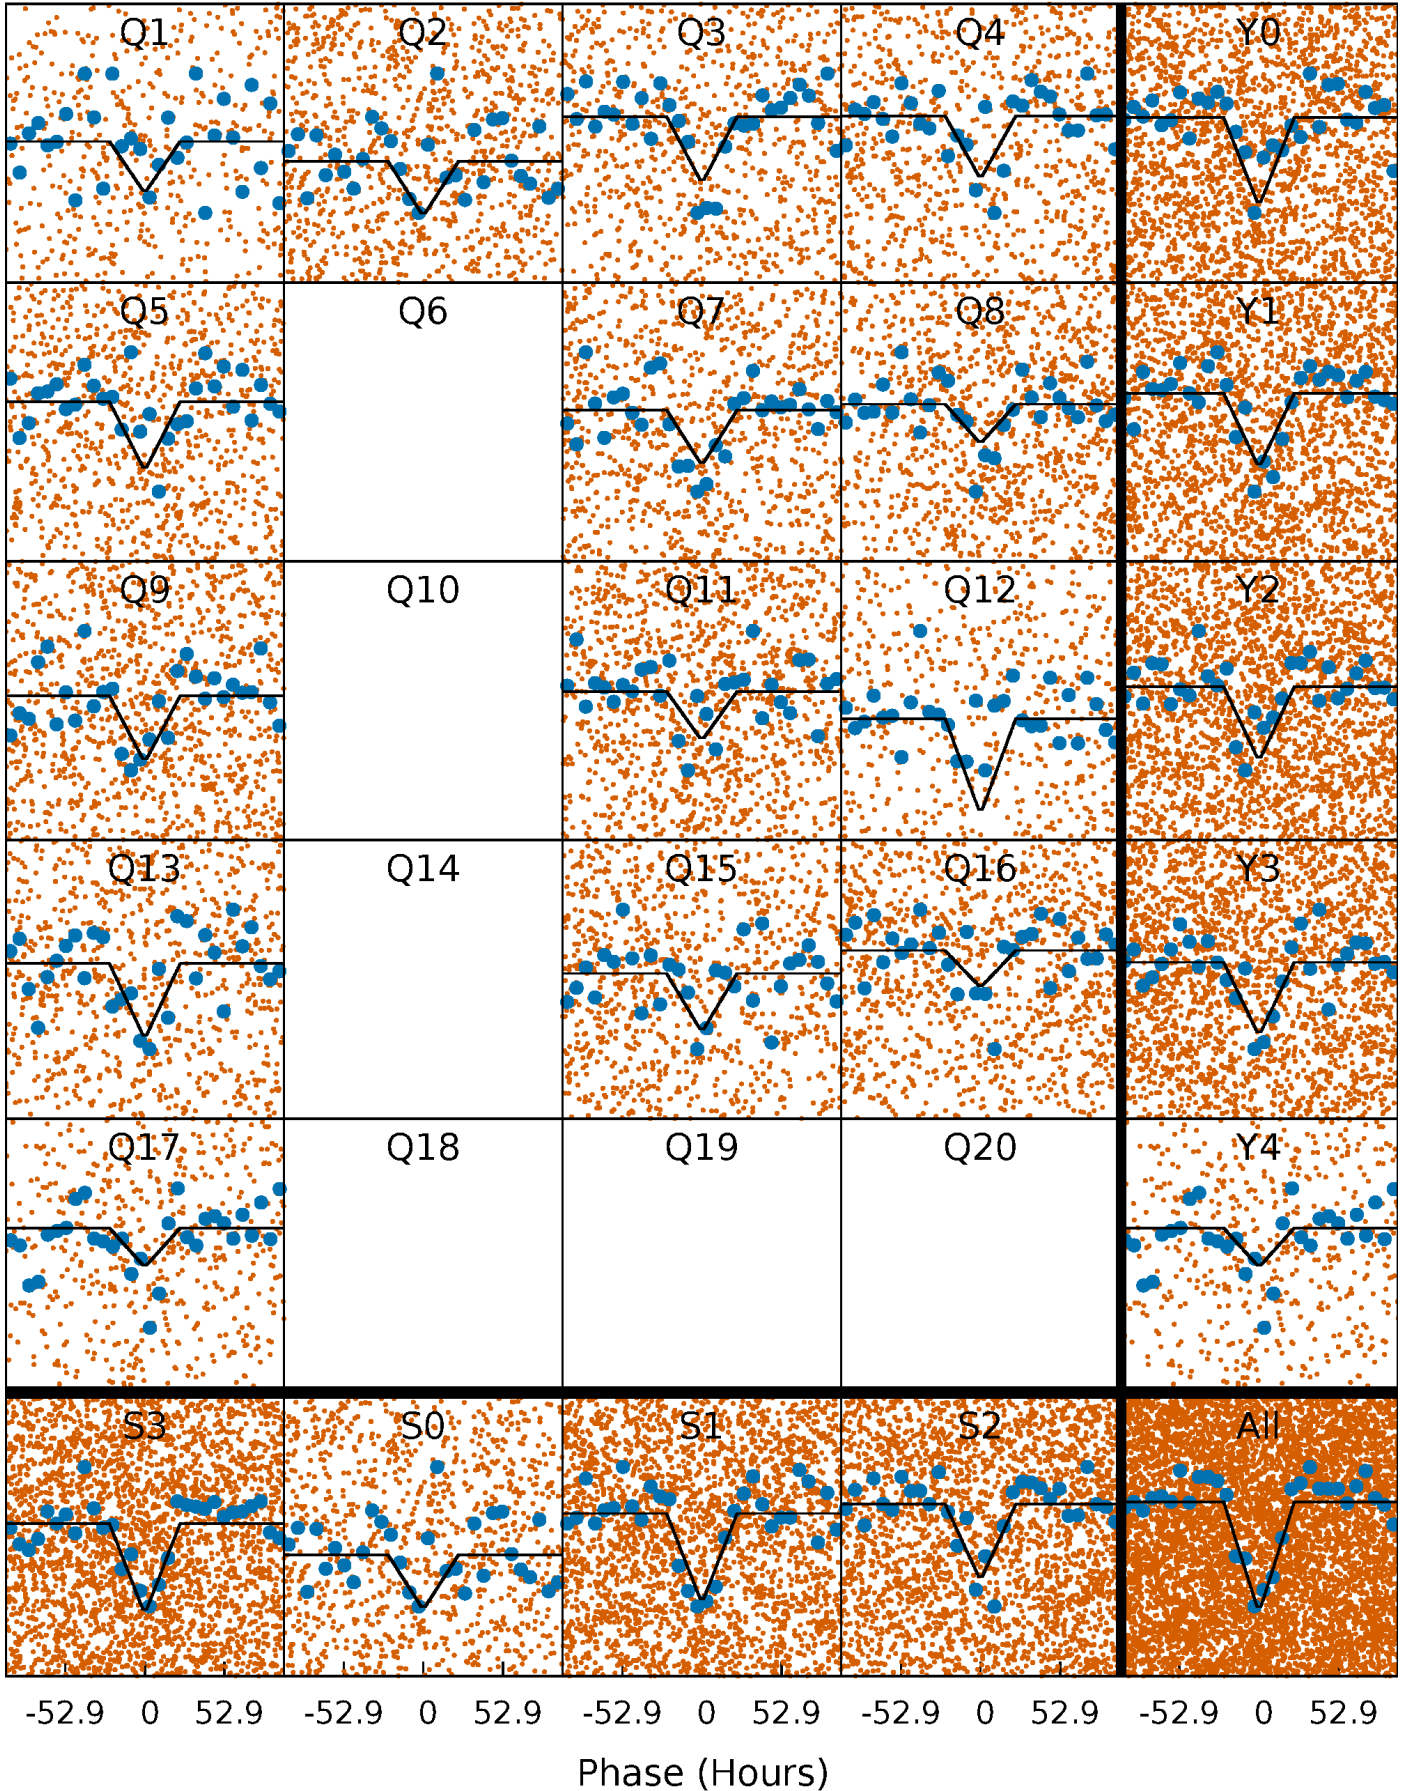 Q1 Q2 Q3 Q4 Y0
Q5 Q6 Q7 Q8 Y1
Q9 Q10 Q11 Q12 Y2
Q13 Q14 Q15 Q16 Y3
Q17 Q18 Q19 Q20 Y4
S3 S0 S1 S2 All
-52.9 0 52.9 -52.9 0 52.9 -52.9 0 52.9 -52.9 0 52.9 -52.9 0 52.9
Phase (Hours)